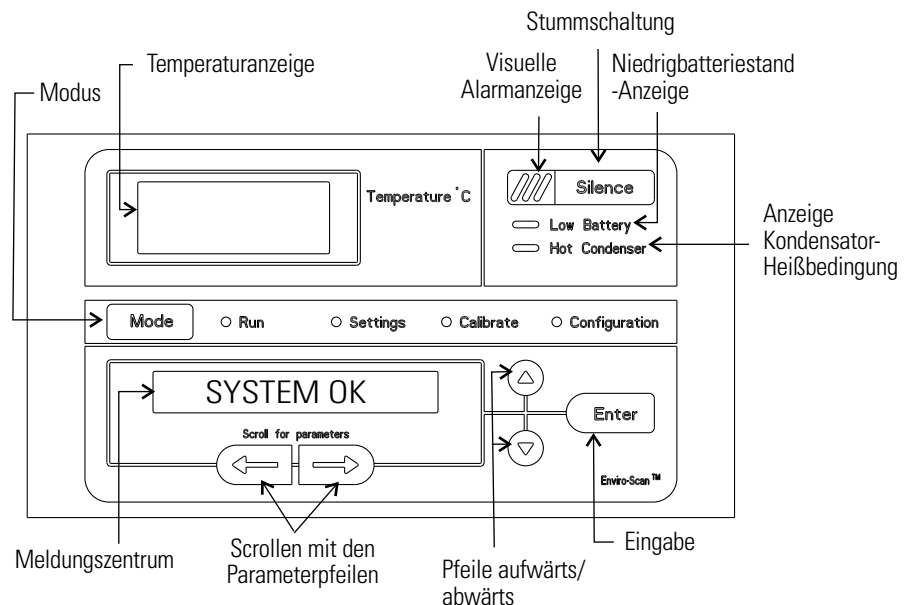 Stummschaltung
Visuelle
Alarmanzeige
Niedrigbatteriestand
-Anzeige
Temperaturanzeige
Modus
Temperature °C
Silence
Low Battery
Hot Condenser
Anzeige
Kondensator-
Heißbedingung
Mode
Run
Settings
Calibrate
Configuration
SYSTEM OK
Scroll for parameters
Enter
Enviro-Scan™
Meldungszentrum
Scrollen mit den
Parameterpfeilen
Pfeile aufwärts/
abwärts
Eingabe